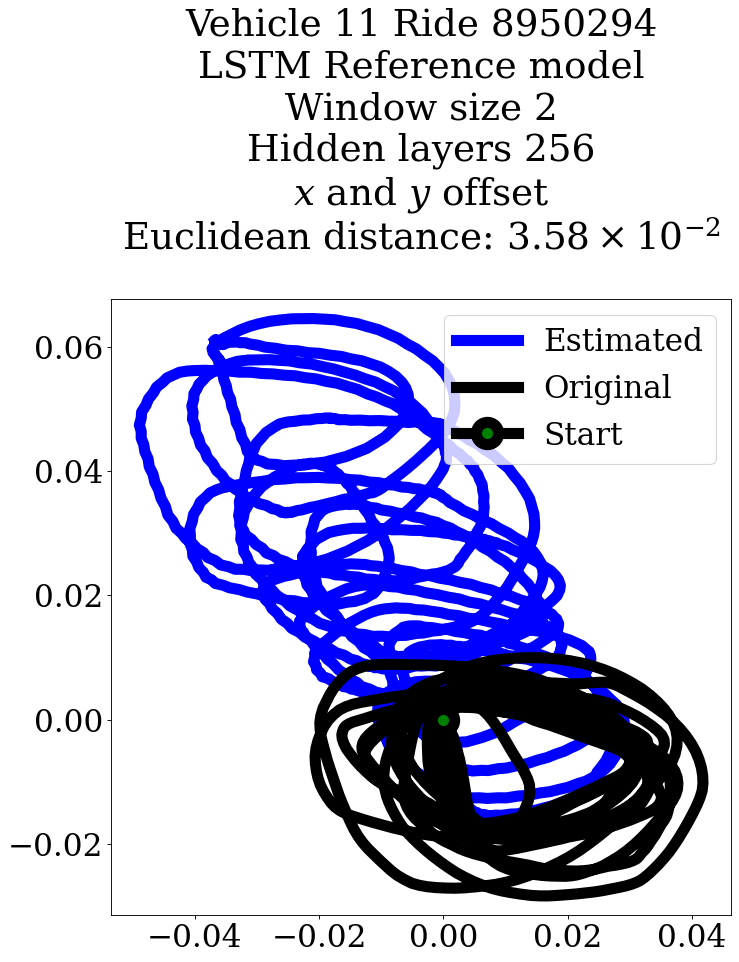 Vehicle 11 Ride 8950294
LSTM Reference model
Window size 2
Hidden layers 256
x and y offset
Euclidean distance: 3.58 × 10⁻²
Estimated
Original
Start
0.06
0.04
0.02
0.00
−0.02
−0.04 −0.02 0.00 0.02 0.04